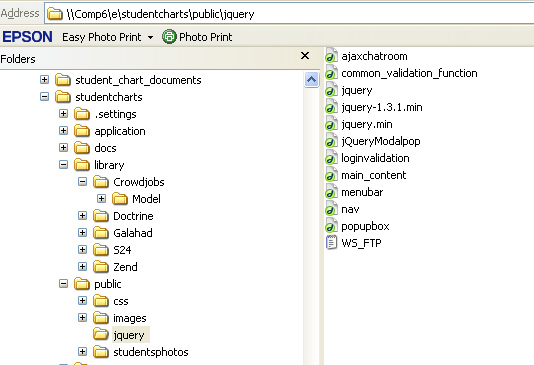 Address \\Comp6\e\studentcharts\public\jquery
EPSON Easy Photo Print Photo Print
Folders
student_chart_documents
studentcharts
.settings
application
docs
library
Crowdjobs
Model
Doctrine
Galahad
S24
Zend
public
css
images
jquery
studentsphotos
ajaxchatroom
common_validation_function
jquery
jquery-1.3.1.min
jquery.min
jQueryModalpop
loginvalidation
main_content
menubar
nav
popupbox
WS_FTP